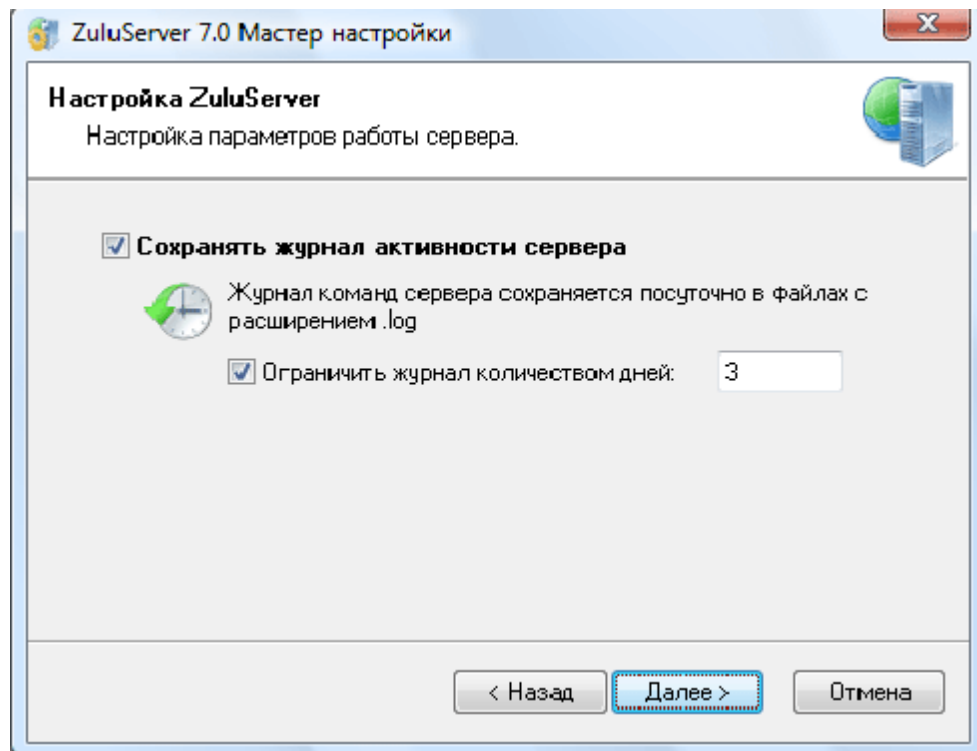 ZuluServer 7.0 Мастер настройки
Настройка ZuluServer
Настройка параметров работы сервера.
Сохранять журнал активности сервера
Журнал команд сервера сохраняется посуточно в файлах с
расширением .log
Ограничить журнал количеством дней: 3
< Назад Далее > Отмена